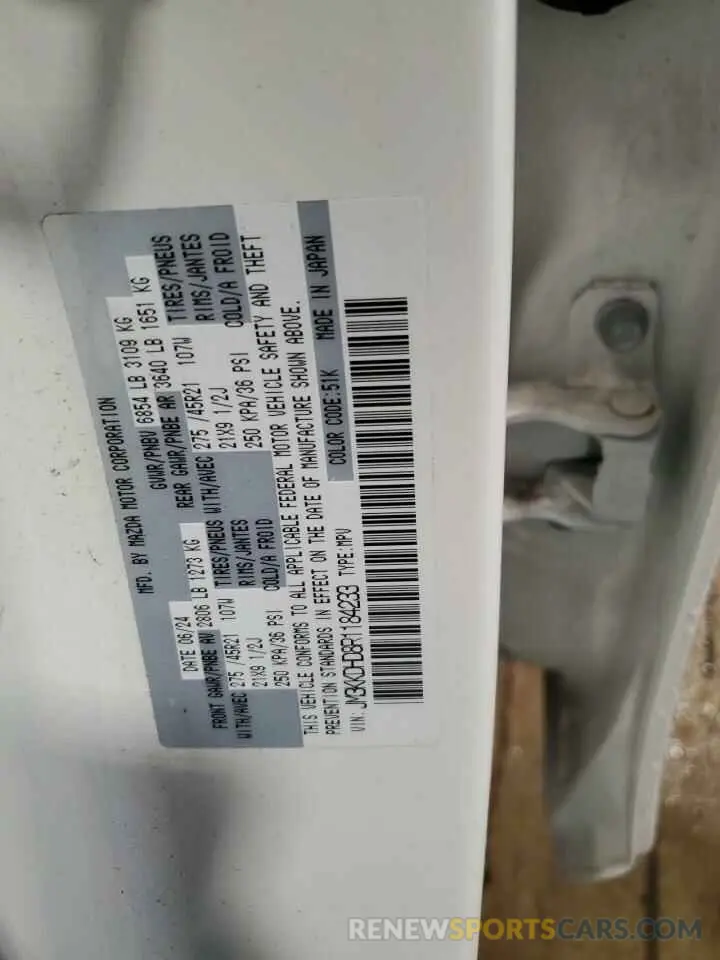 MFD. BY MAZDA MOTOR CORPORATION
DATE 06/24 GVWR/PNBV 6854 LB 3109 KG
FRONT GAWR/PNBE AV 2806 LB 1273 KG REAR GAWR/PNBE AR 3640 LB 1651 KG
WITH/AVEC 275 /45R21 107W TIRES/PNEUS WITH/AVEC 275 /45R21 107W TIRES/PNEUS
21X9 1/2J RIMS/JANTES 21X9 1/2J RIMS/JANTES
250 KPA/36 PSI COLD/A FROID 250 KPA/36 PSI COLD/A FROID
THIS VEHICLE CONFORMS TO ALL APPLICABLE FEDERAL MOTOR VEHICLE SAFETY AND THEFT
PREVENTION STANDARDS IN EFFECT ON THE DATE OF MANUFACTURE SHOWN ABOVE.
VIN: JM3KKDHD8R1184233 TYPE:MPV COLOR CODE:51K MADE IN JAPAN
RENEWSPORTSCARS.COM